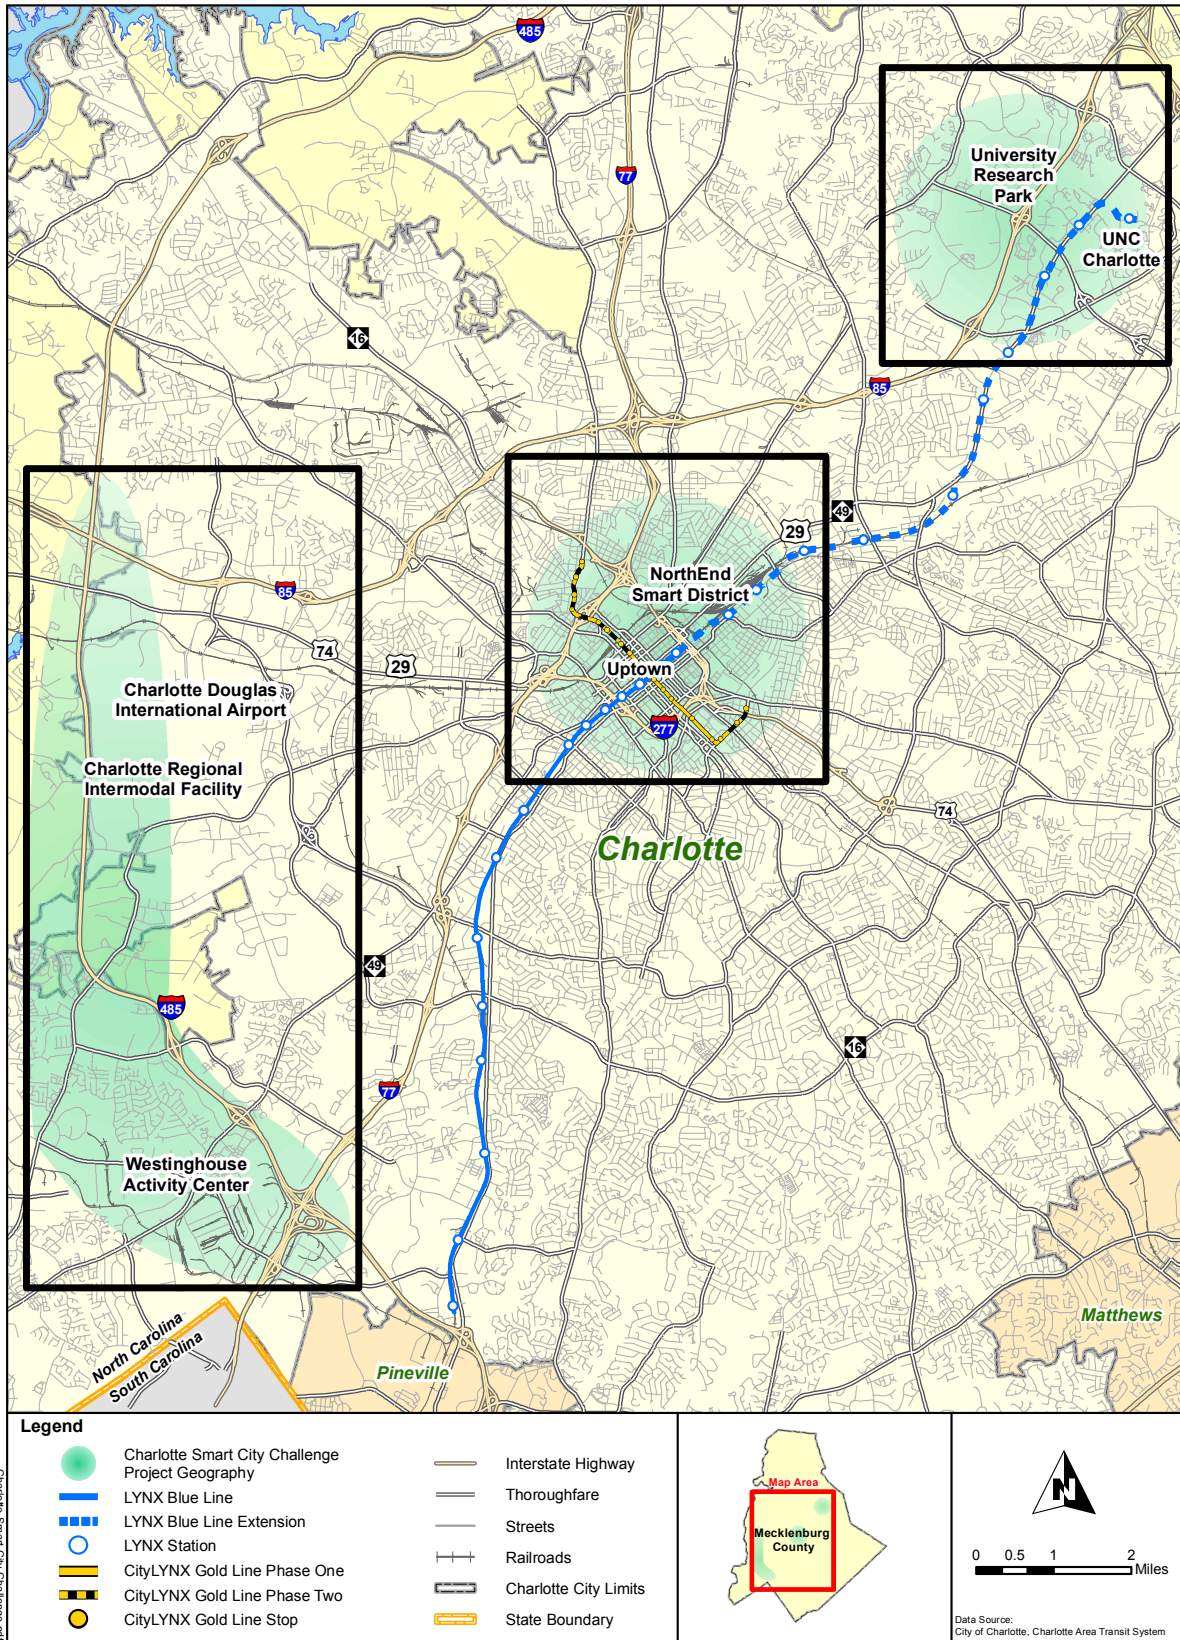 485
77
University
Research
Park
UNC
Charlotte
16
85
49
29
NorthEnd
Smart District
85
74
29
Uptown
Charlotte Douglas
International Airport
277
Charlotte Regional
Intermodal Facility
74
Charlotte
49
485
16
77
Westinghouse
Activity Center
North Carolina
South Carolina
Matthews
Pineville
Legend
Charlotte Smart City Challenge
Project Geography
LYNX Blue Line
LYNX Blue Line Extension
LYNX Station
CityLYNX Gold Line Phase One
CityLYNX Gold Line Phase Two
CityLYNX Gold Line Stop
Interstate Highway
Thoroughfare
Streets
Railroads
Charlotte City Limits
State Boundary
Map Area
Mecklenburg
County
N
0 0.5 1 2
Miles
Data Source:
City of Charlotte, Charlotte Area Transit System